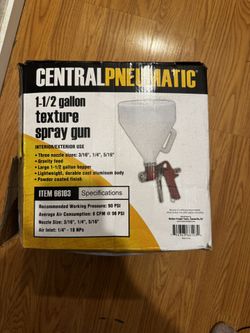 CENTRALPNEUMATIC®
1-1/2 gallon
texture
spray gun
INTERIOR/EXTERIOR USE
• Three nozzle sizes: 3/16", 1/4", 5/16"
• Gravity feed
• Large 1-1/2 gallon hopper
• Lightweight, durable cast aluminum body
• Powder coated finish
ITEM 66103
Specifications
Recommended Working Pressure: 90 PSI
Average Air Consumption: 6 CFM @ 90 PSI
Nozzle Size: 3/16", 1/4", 5/16"
Air Inlet: 1/4" - 18 NPS